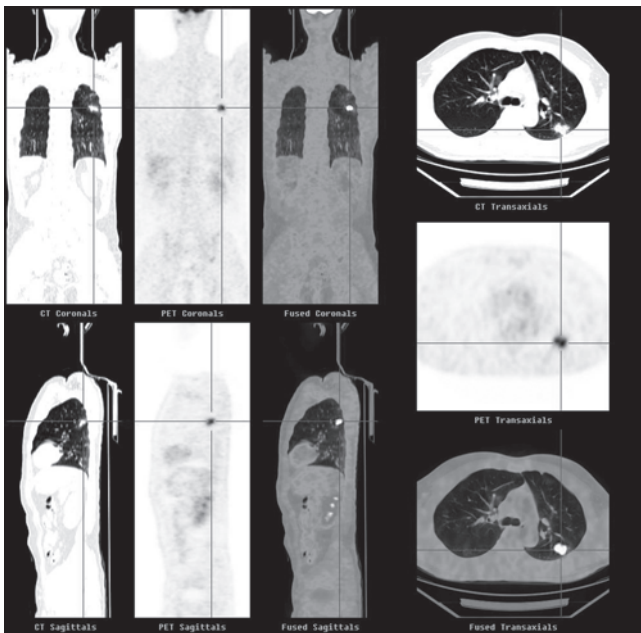 CT Coronals
PET Coronals
Fused Coronals
CT Transaxials
PET Transaxials
CT Sagittals
PET Sagittals
Fused Sagittals
Fused Transaxials